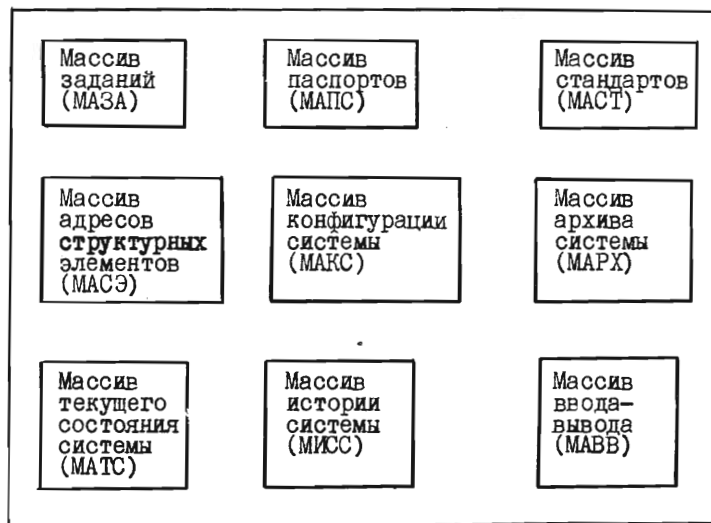 Массив
заданий
(МАЗА)
Массив
паспортов
(МАПС)
Массив
стандартов
(МАСТ)
Массив
адресов
структурных
элементов
(МАСЭ)
Массив
конфигурации
системы
(МАКС)
Массив
архива
системы
(МАРХ)
Массив
текущего
состояния
системы
(МАТС)
Массив
истории
системы
(МИСС)
Массив
ввода-
вывода
(МАВВ)